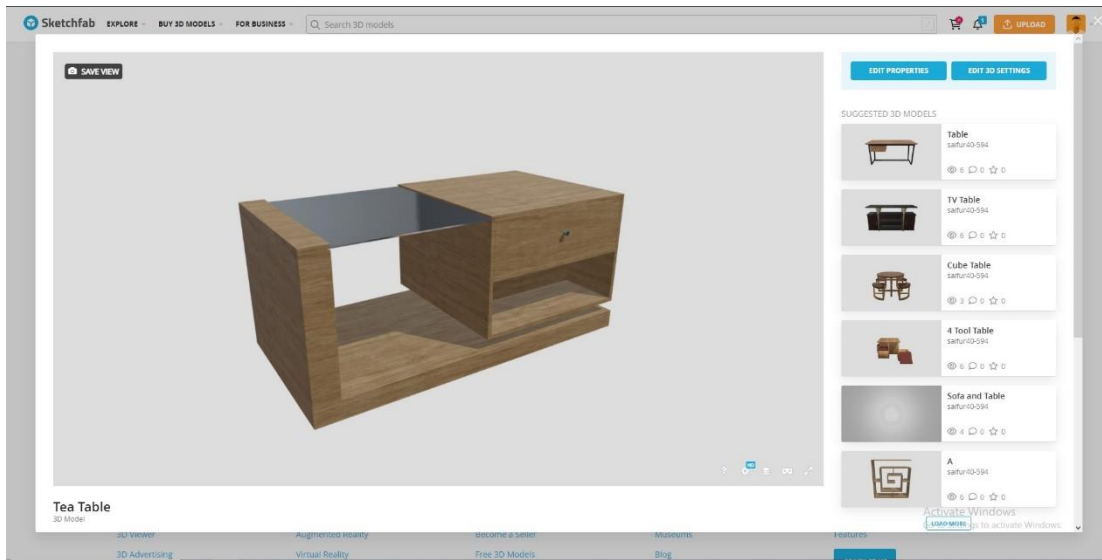 Sketchfab EXPLORE BUY 3D MODELS FOR BUSINESS Search 3D models UPLOAD
SAVE VIEW
EDIT PROPERTIES EDIT 3D SETTINGS
SUGGESTED 3D MODELS
Table
saifur40-594
6 0 0
TV Table
saifur40-594
6 0 0
Cube Table
saifur40-594
3 0 0
4 Tool Table
saifur40-594
6 0 0
Sofa and Table
saifur40-594
4 0 0
A
saifur40-594
6 0 0
HD
Tea Table
3D Model
Activate Windows
LOAD MORE to activate Windows.
3D Viewer Augmented Reality Become a Seller Museums Features
3D Advertising Virtual Reality Free 3D Models Blog